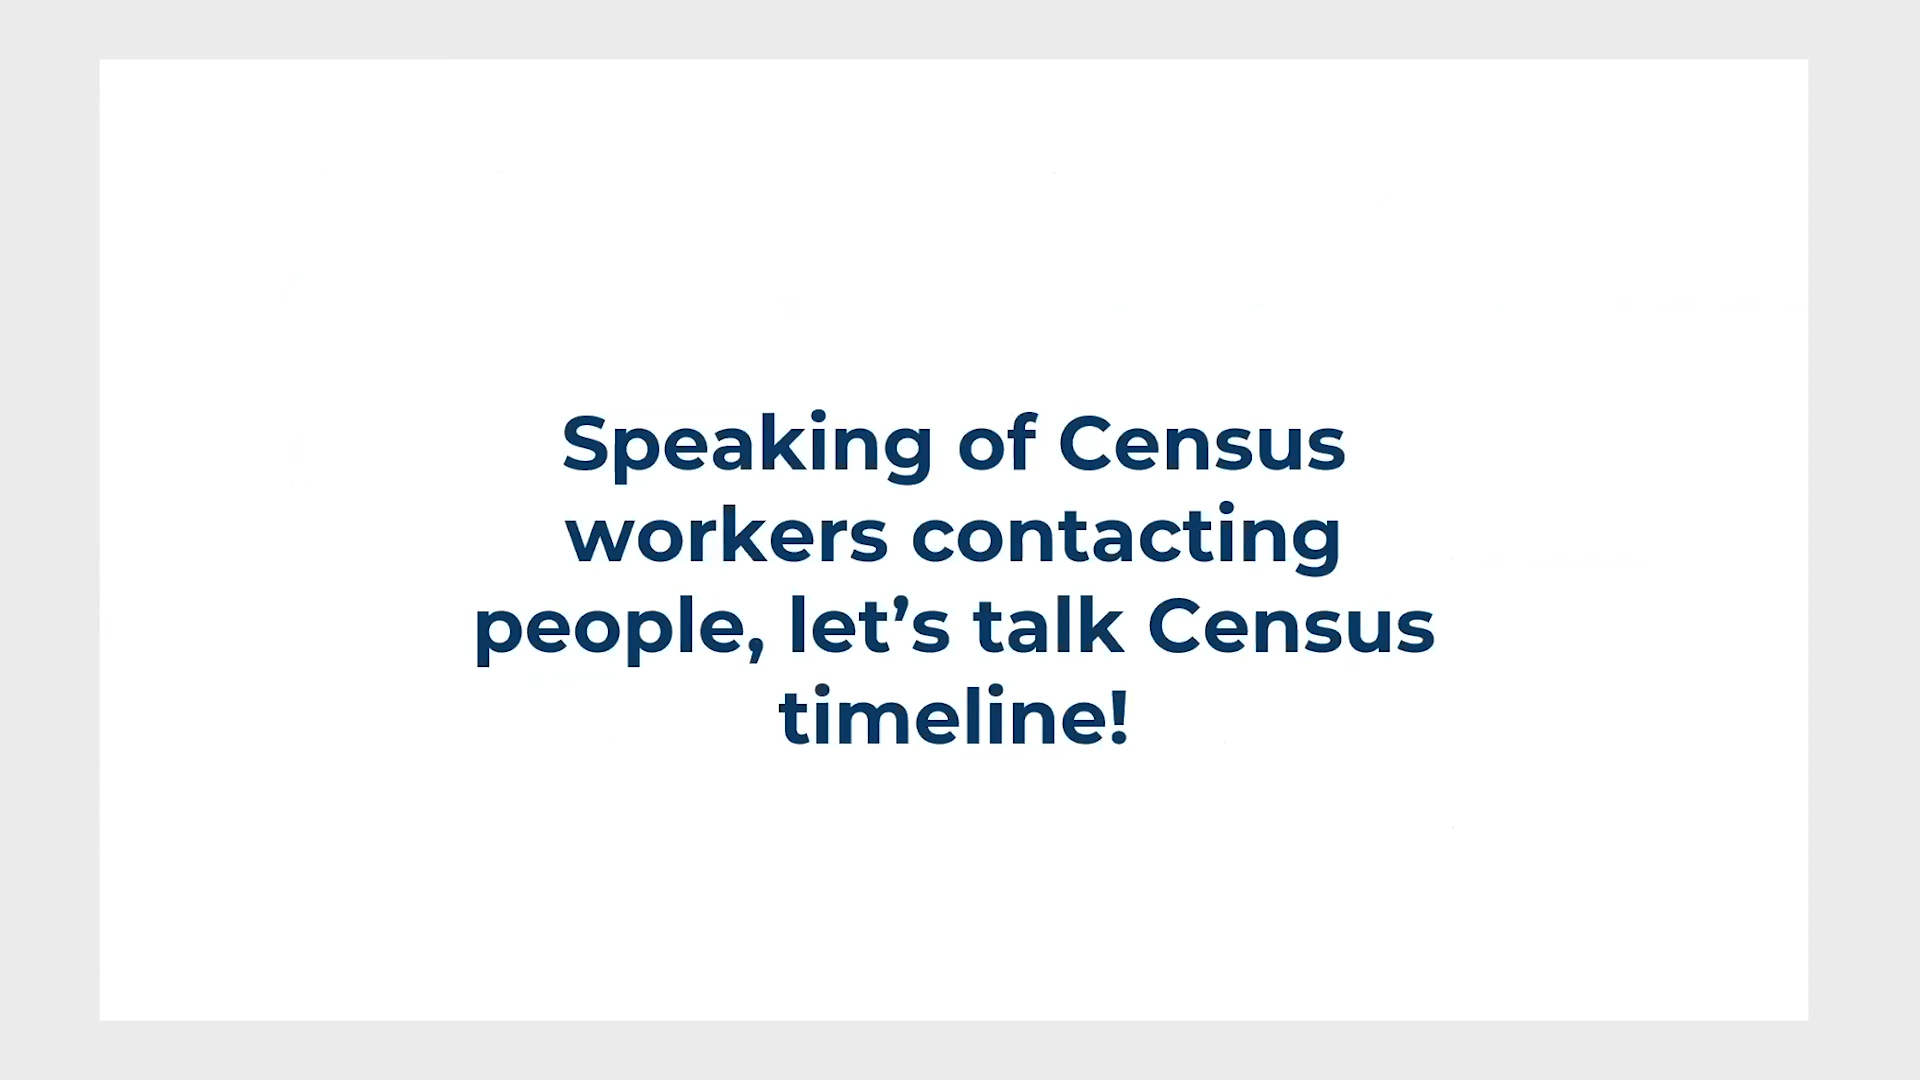 Speaking of Census
workers contacting
people, let’s talk Census
timeline!